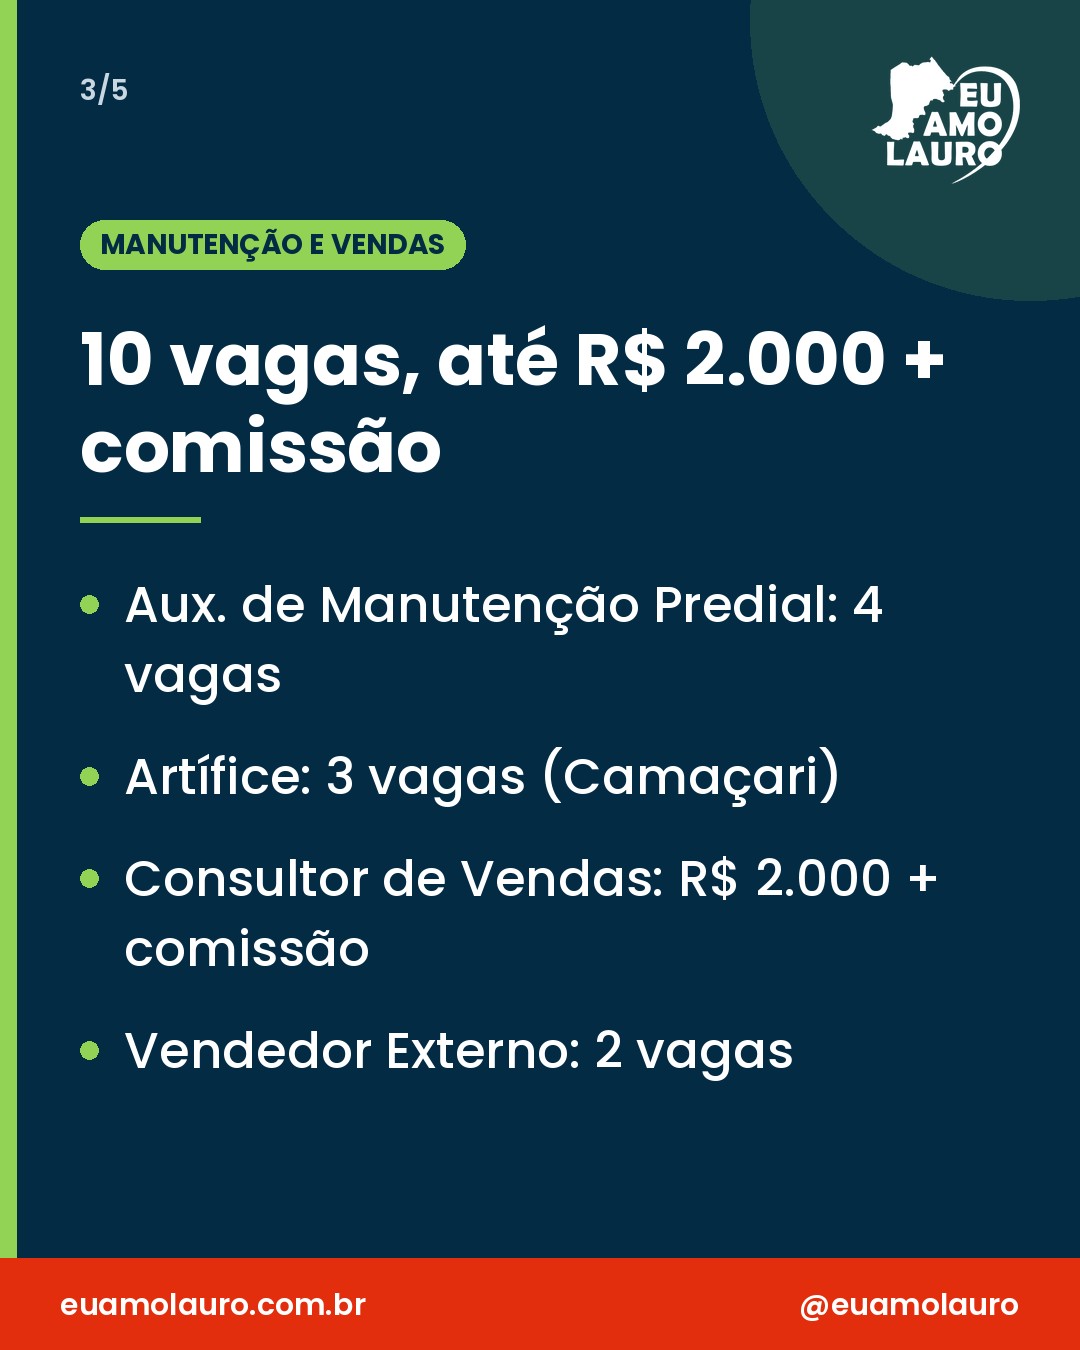 3/5
EU
AMO
LAURO
MANUTENÇÃO E VENDAS
10 vagas, até R$ 2.000 +
comissão
Aux. de Manutenção Predial: 4
vagas
Artífice: 3 vagas (Camaçari)
Consultor de Vendas: R$ 2.000 +
comissão
Vendedor Externo: 2 vagas
euamolauro.com.br
@euamolauro